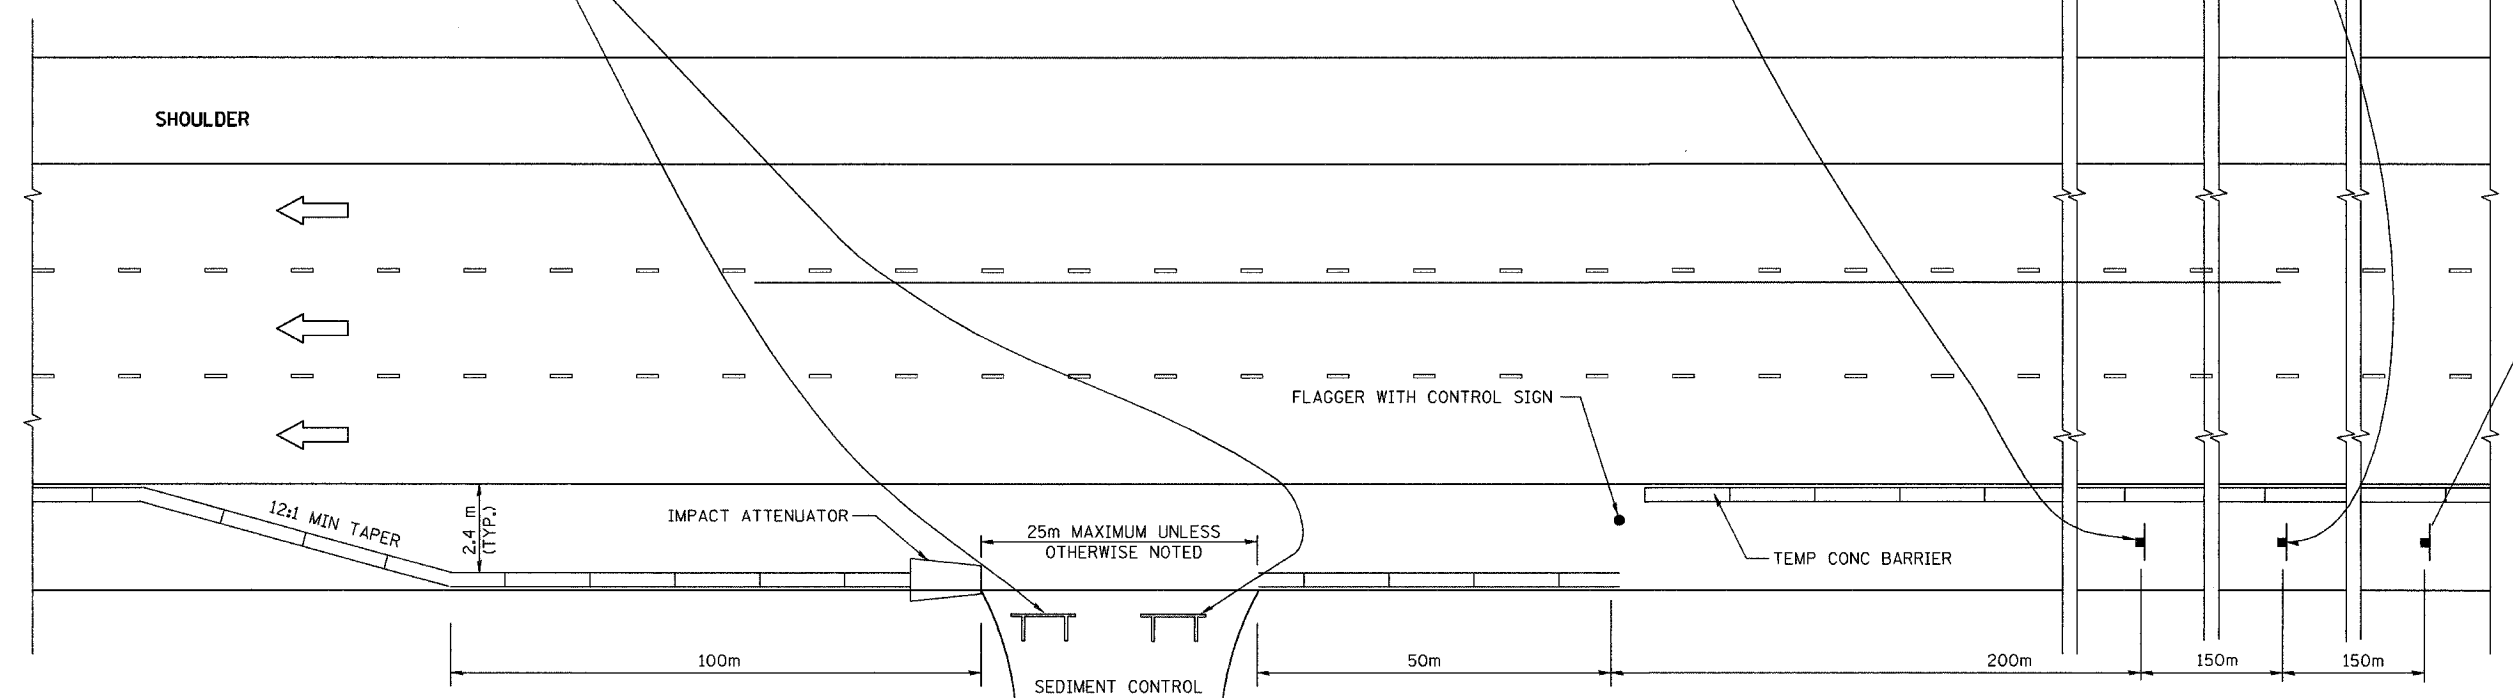 SHOULDER
FLAGGER WITH CONTROL SIGN
12:1 MIN TAPER
2.4 m
(TYP.)
IMPACT ATTENUATOR
25m MAXIMUM UNLESS
OTHERWISE NOTED
TEMP CONC BARRIER
100m
50m
200m
150m
150m
SEDIMENT CONTROL